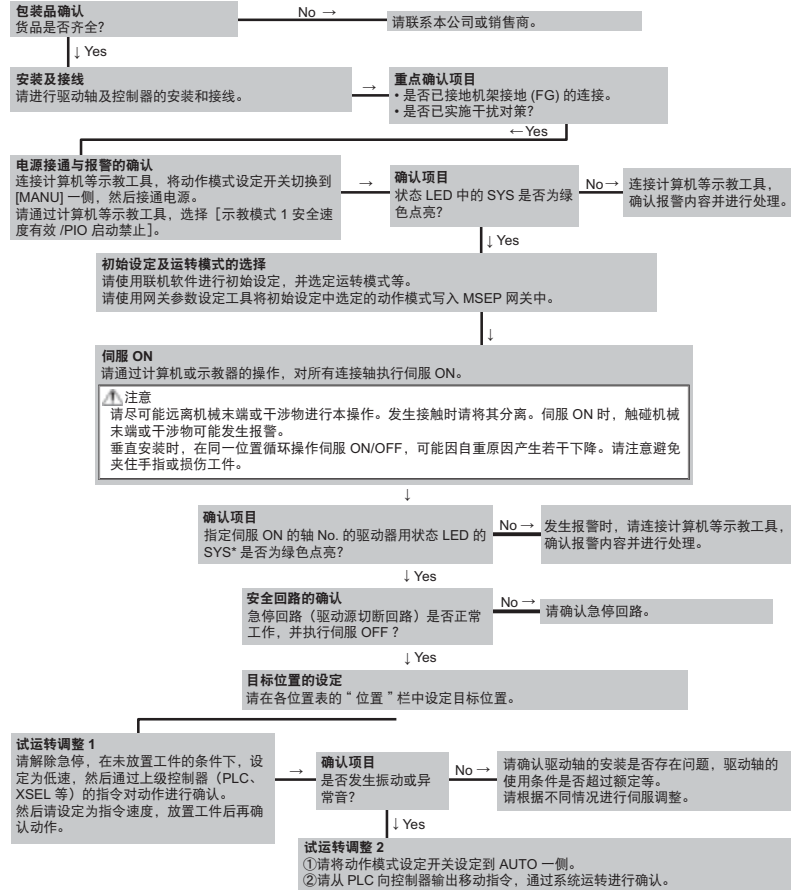 包装品确认
货品是否齐全?
No →
请联系本公司或销售商。
↓ Yes
安装及接线
请进行驱动轴及控制器的安装和接线。
→
重点确认项目
• 是否已接地机架接地 (FG) 的连接。
• 是否已实施干扰对策?
←Yes
电源接通与报警的确认
连接计算机等示教工具，将动作模式设定开关切换到
[MANU] 一侧，然后接通电源。
请通过计算机等示教工具，选择［示教模式 1 安全速
度有效 /PIO 启动禁止］。
→
确认项目
状态 LED 中的 SYS 是否为绿
色点亮?
No→
连接计算机等示教工具，
确认报警内容并进行处理。
↓ Yes
初始设定及运转模式的选择
请使用联机软件进行初始设定，并选定运转模式等。
请使用网关参数设定工具将初始设定中选定的动作模式写入 MSEP 网关中。
↓
伺服 ON
请通过计算机或示教器的操作，对所有连接轴执行伺服 ON。
注意
请尽可能远离机械末端或干涉物进行本操作。发生接触时请将其分离。伺服 ON 时，触碰机械
末端或干涉物可能发生报警。
垂直安装时，在同一位置循环操作伺服 ON/OFF，可能因自重原因产生若干下降。请注意避免
夹住手指或损伤工件。
↓
确认项目
指定伺服 ON 的轴 No. 的驱动器用状态 LED 的
SYS* 是否为绿色点亮?
No →
发生报警时，请连接计算机等示教工具，
确认报警内容并进行处理。
↓ Yes
安全回路的确认
急停回路（驱动源切断回路）是否正常
工作，并执行伺服 OFF ?
No →
请确认急停回路。
↓ Yes
目标位置的设定
请在各位置表的 “ 位置 ” 栏中设定目标位置。
试运转调整 1
请解除急停，在未放置工件的条件下，设
定为低速，然后通过上级控制器（PLC、
XSEL 等）的指令对动作进行确认。
然后请设定为指令速度，放置工件后再确
认动作。
→
确认项目
是否发生振动或异
常音?
No →
请确认驱动轴的安装是否存在问题，驱动轴的
使用条件是否超过额定等。
请根据不同情况进行伺服调整。
↓ Yes
试运转调整 2
①请将动作模式设定开关设定到 AUTO 一侧。
②请从 PLC 向控制器输出移动指令，通过系统运转进行确认。